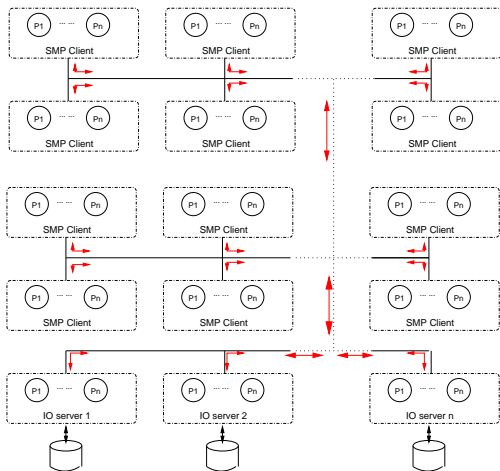 P1 ... ... Pn P1 ... ... Pn P1 ... ... Pn
SMP Client SMP Client SMP Client
P1 ... ... Pn P1 ... ... Pn P1 ... ... Pn
SMP Client SMP Client SMP Client
P1 ... ... Pn P1 ... ... Pn P1 ... ... Pn
SMP Client SMP Client SMP Client
P1 ... ... Pn P1 ... ... Pn P1 ... ... Pn
SMP Client SMP Client SMP Client
P1 ... ... Pn P1 ... ... Pn P1 ... ... Pn
IO server 1 IO server 2 IO server n